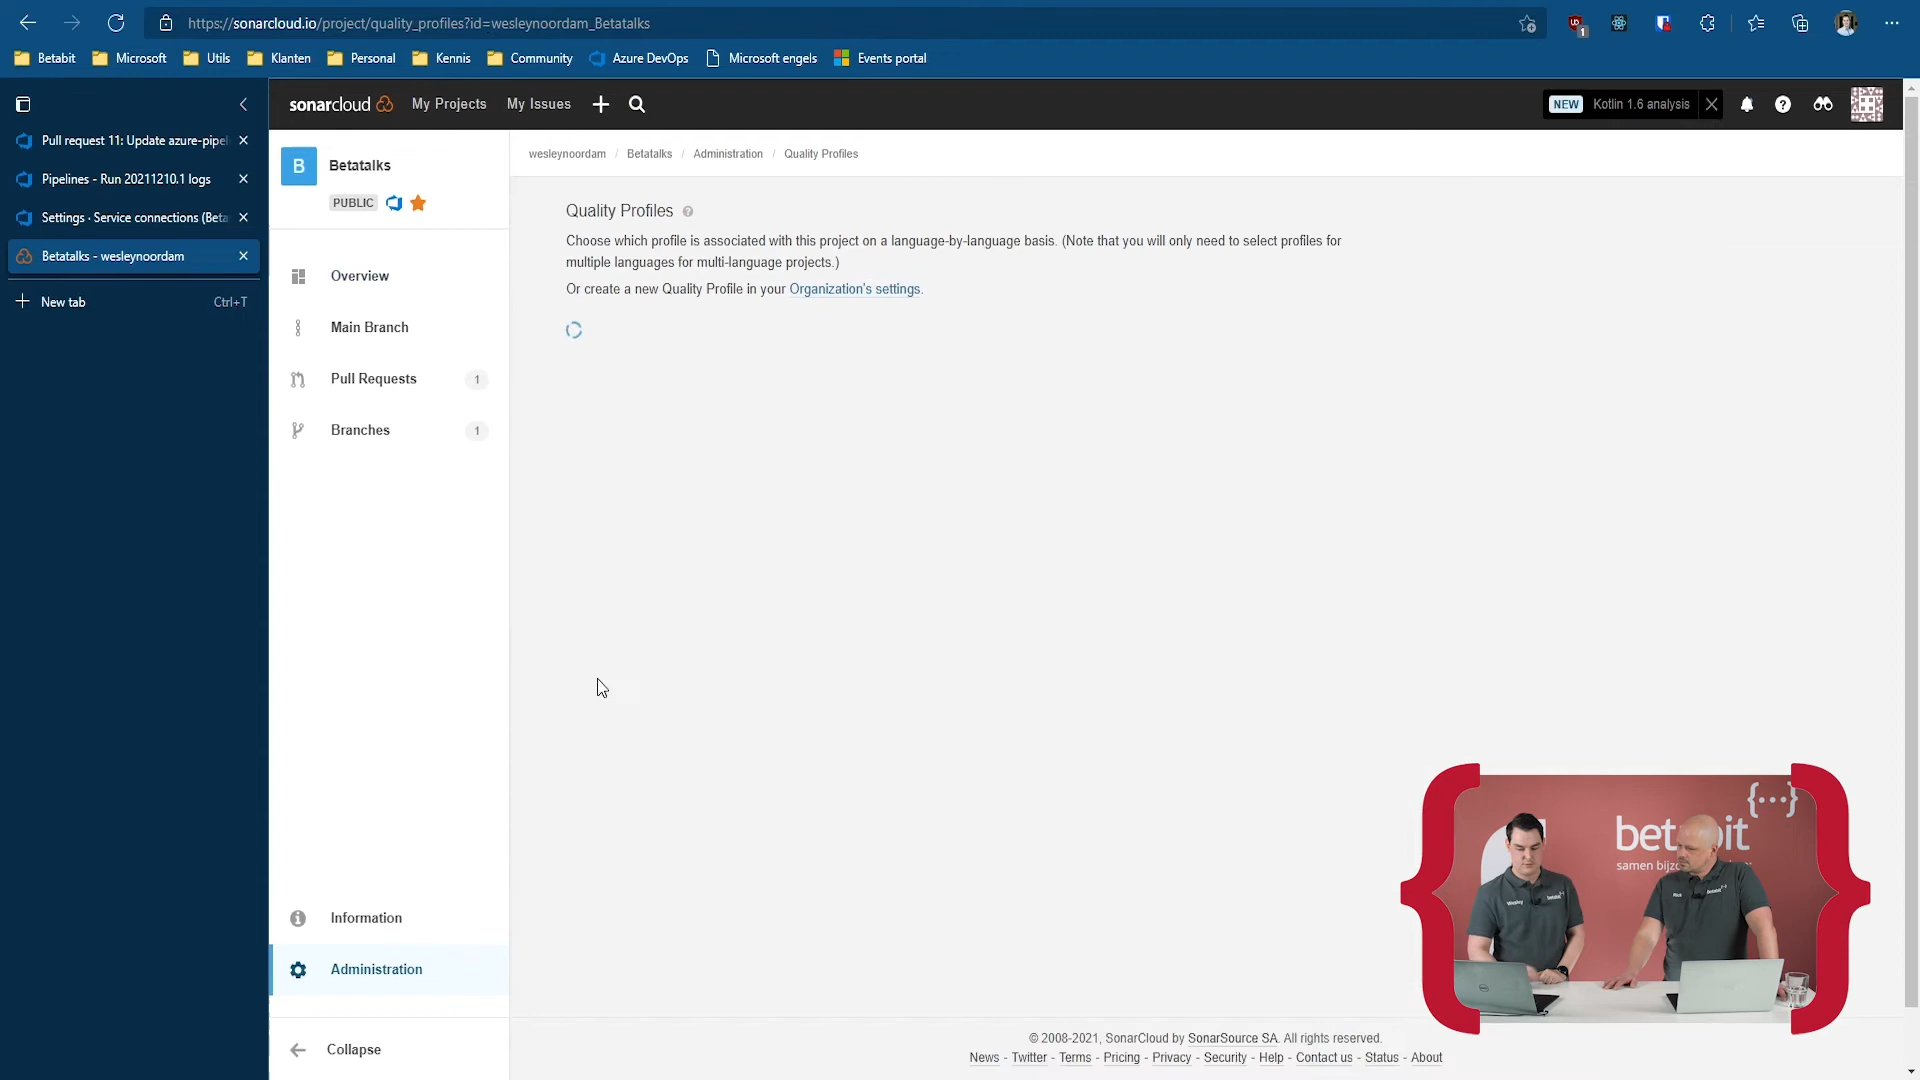 https://sonarcloud.io/project/quality_profiles?id=wesleynoordam_Betatalks
1
Betabit
Microsoft
Utils
Klanten
Personal
Kennis
Community
Azure DevOps
Microsoft engels
Events portal
Pull request 11: Update azure-pipel
Pipelines - Run 20211210.1 logs
Settings · Service connections (Beta
Betatalks - wesleynoordam
New tab Ctrl+T
sonarcloud My Projects My Issues
NEW Kotlin 1.6 analysis
B Betatalks
PUBLIC
Overview
Main Branch
Pull Requests 1
Branches 1
Information
Administration
Collapse
wesleynoordam / Betatalks / Administration / Quality Profiles
Quality Profiles
Choose which profile is associated with this project on a language-by-language basis. (Note that you will only need to select profiles for
multiple languages for multi-language projects.)
Or create a new Quality Profile in your Organization's settings.
{...}
samen
Wesley betabit
Rick Betabit
© 2008-2021, SonarCloud by SonarSource SA. All rights reserved.
News - Twitter - Terms - Pricing - Privacy - Security - Help - Contact us - Status - About